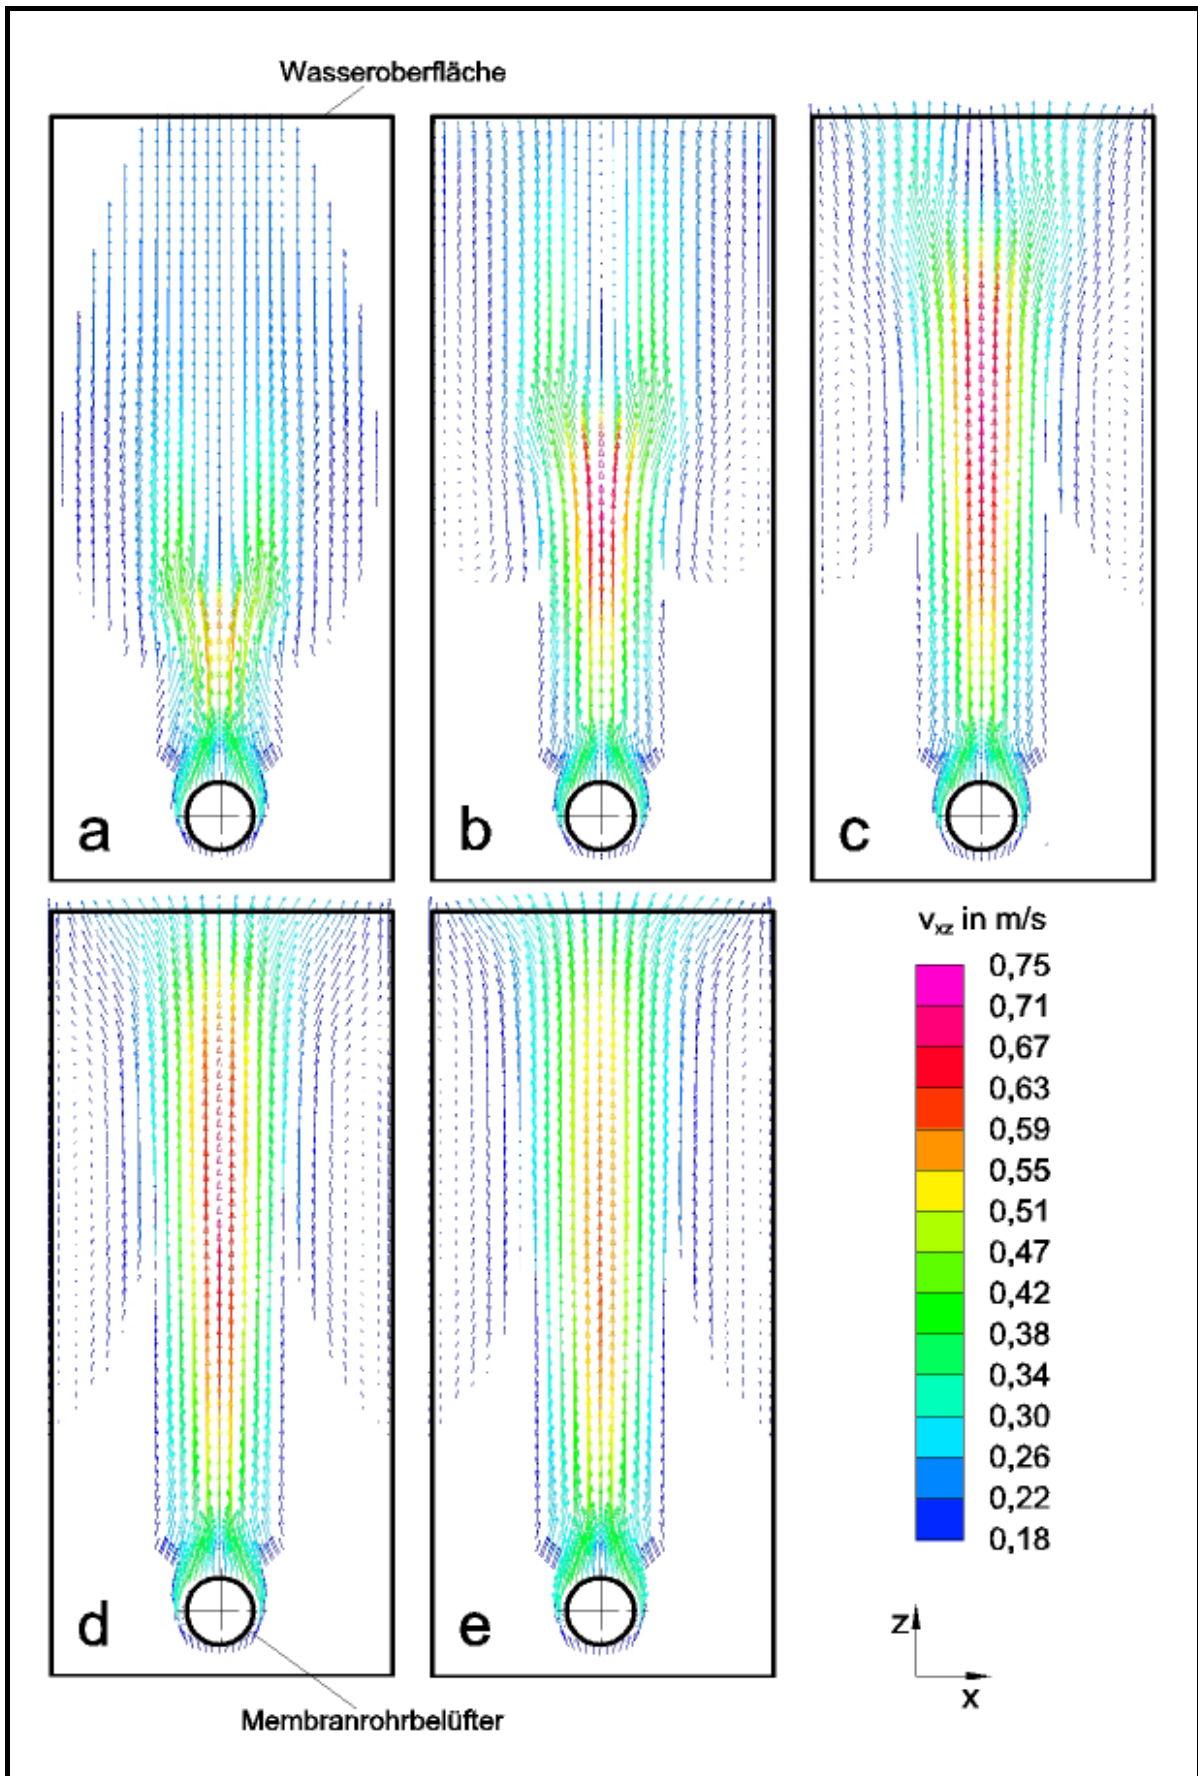 Wasseroberfläche
a
b
c
d
e
v_xz in m/s
0,75
0,71
0,67
0,63
0,59
0,55
0,51
0,47
0,42
0,38
0,34
0,30
0,26
0,22
0,18
z
x
Membranrohrbelüfter